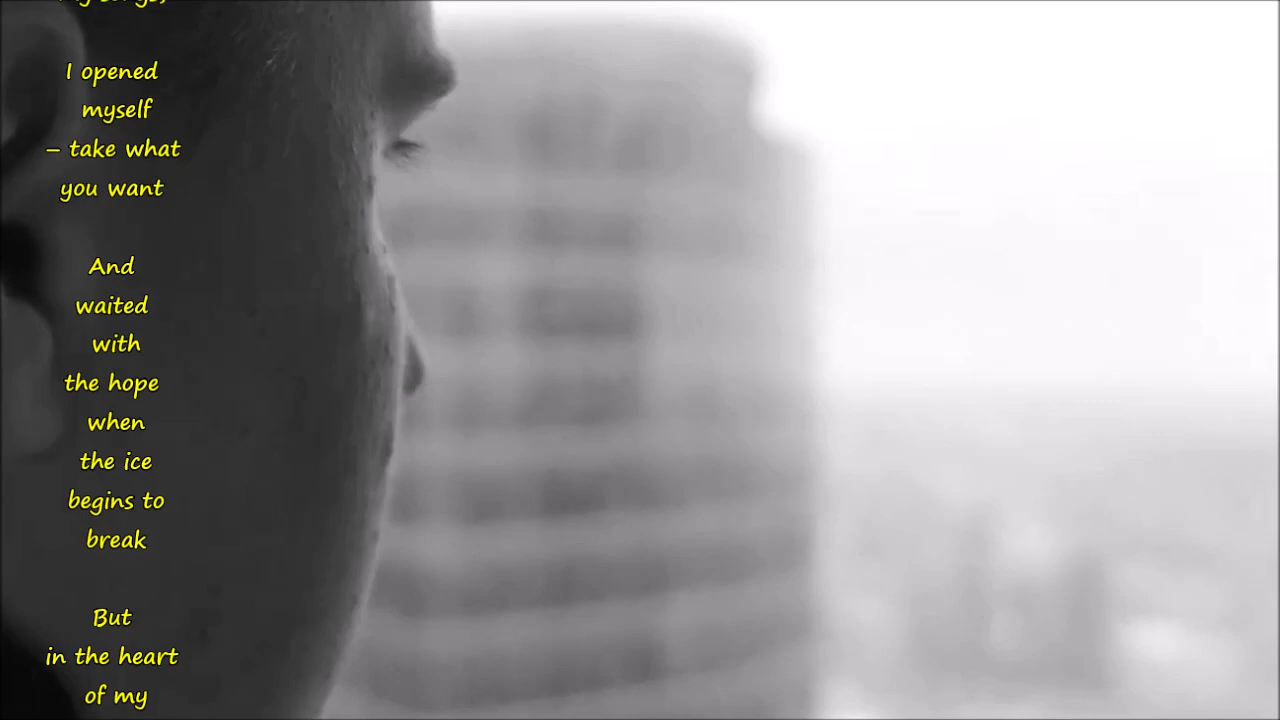 I opened
myself
– take what
you want
And
waited
with
the hope
when
the ice
begins to
break
But
in the heart
of my